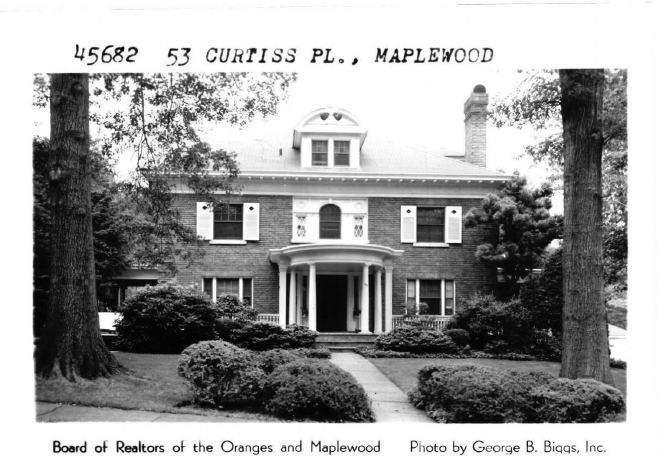 45682 53 CURTISS PL., MAPLEWOOD
Board of Realtors of the Oranges and Maplewood Photo by George B. Biggs, Inc.